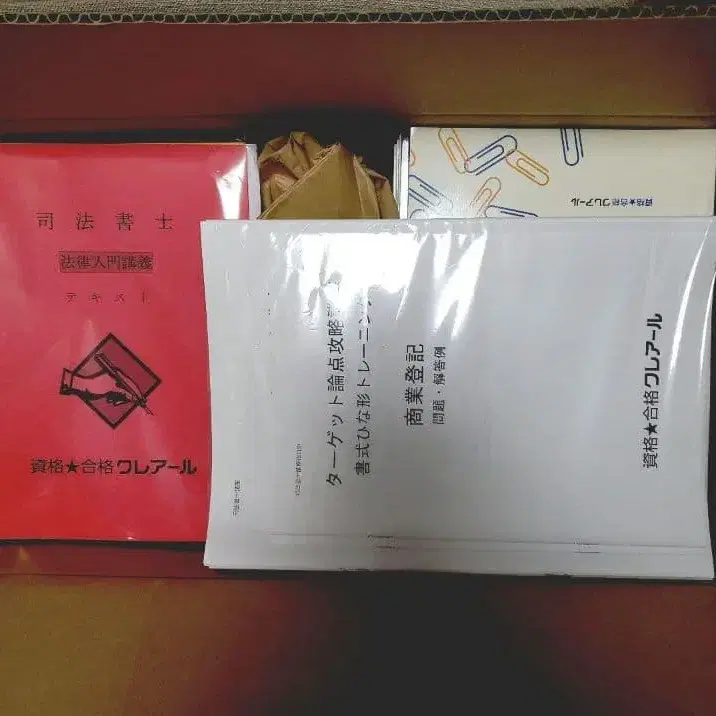 司法書士
法律入門講義
テキスト
資格★合格クレアール
資格★合格クレアール
ターゲット論点攻略
書式ひな形トレーニング
商業登記
問題・解答例
資格★合格クレアール